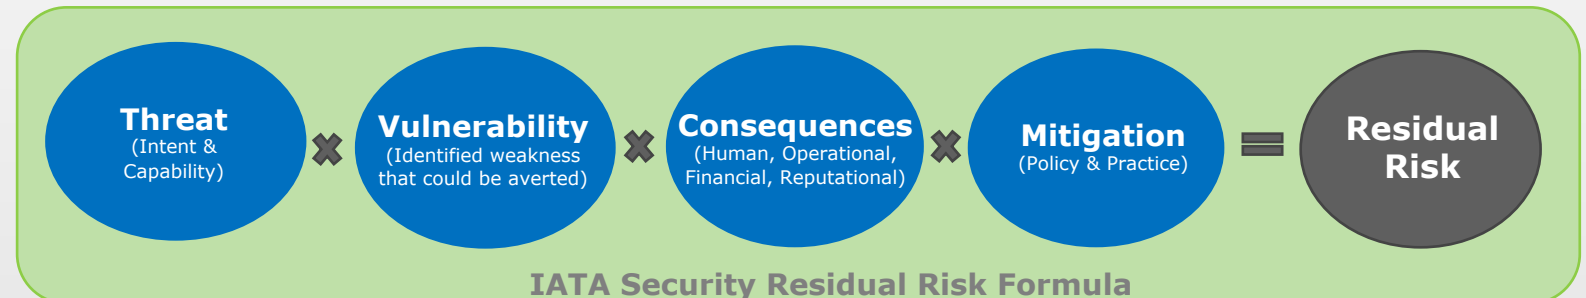 Threat
(Intent &
Capability)
Vulnerability
(Identified weakness
that could be averted)
Consequences
(Human, Operational,
Financial, Reputational)
Mitigation
(Policy & Practice)
Residual
Risk
IATA Security Residual Risk Formula